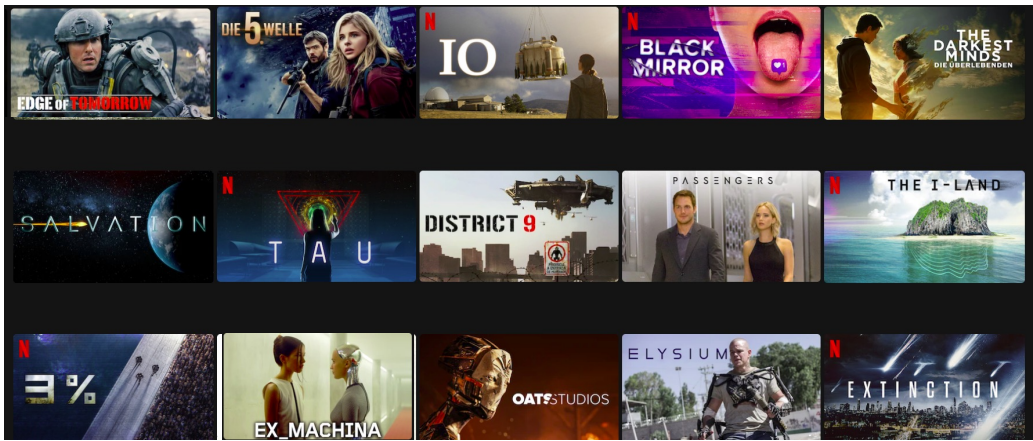 EDGE OF TOMORROW
DIE 5. WELLE
N
IO
N
BLACK
MIRROR
THE
DARKEST
MINDS
DIE ÜBERLEBENDEN
SALVATION
N
TAU
DISTRICT 9
PASSENGERS
N
THE I-LAND
N
3%
EX_MACHINA
OATS STUDIOS
ELYSIUM
N
EXTINCTION